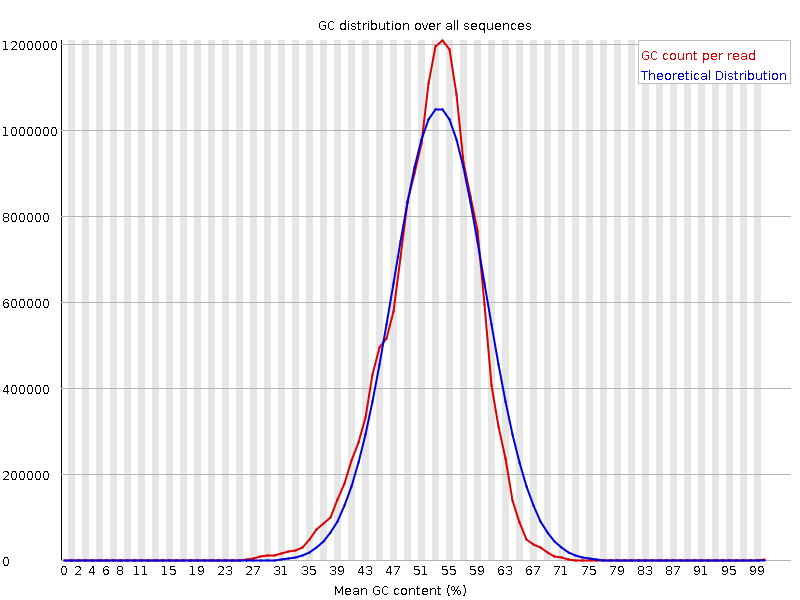 GC distribution over all sequences
GC count per read
Theoretical Distribution
1200000
1000000
800000
600000
400000
200000
0
0 2 4 6 8 11 15 19 23 27 31 35 39 43 47 51 55 59 63 67 71 75 79 83 87 91 95 99
Mean GC content (%)